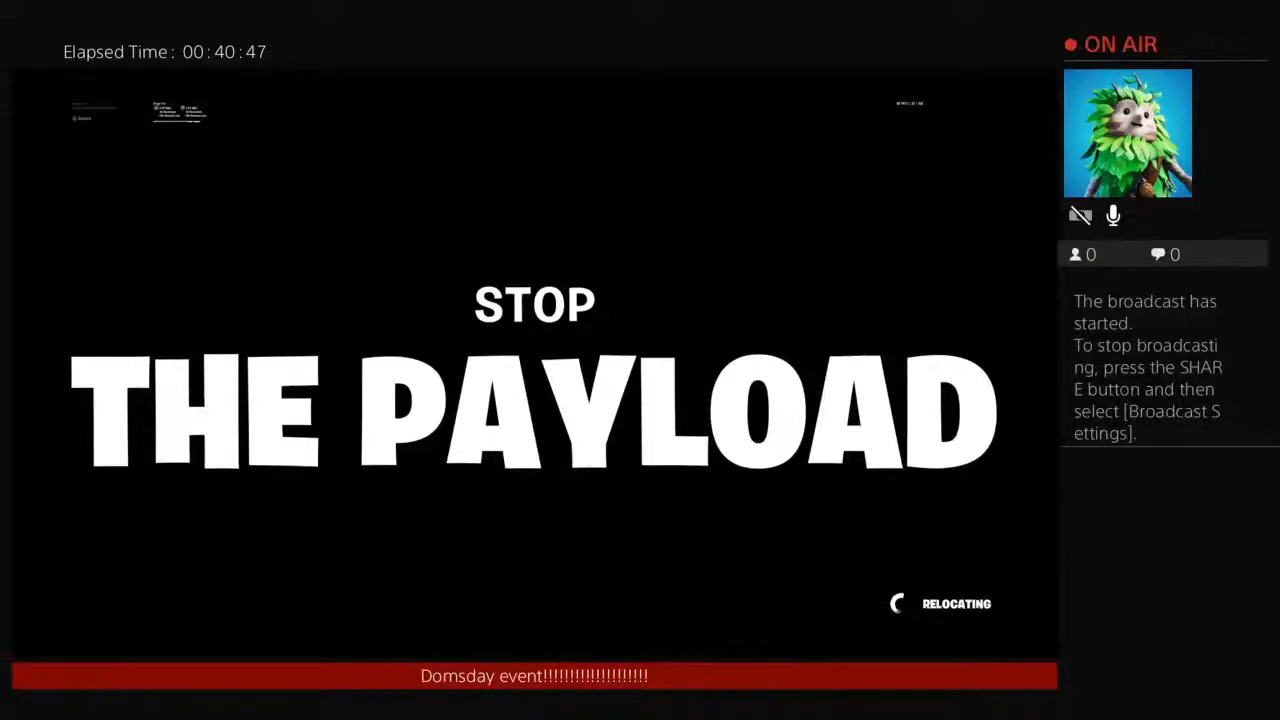 Elapsed Time: 00:40:47
ON AIR
0 0
STOP
THE PAYLOAD
RELOCATING
The broadcast has
started.
To stop broadcasti
ng, press the SHAR
E button and then
select [Broadcast S
ettings].
Domsday event!!!!!!!!!!!!!!!!!!!!